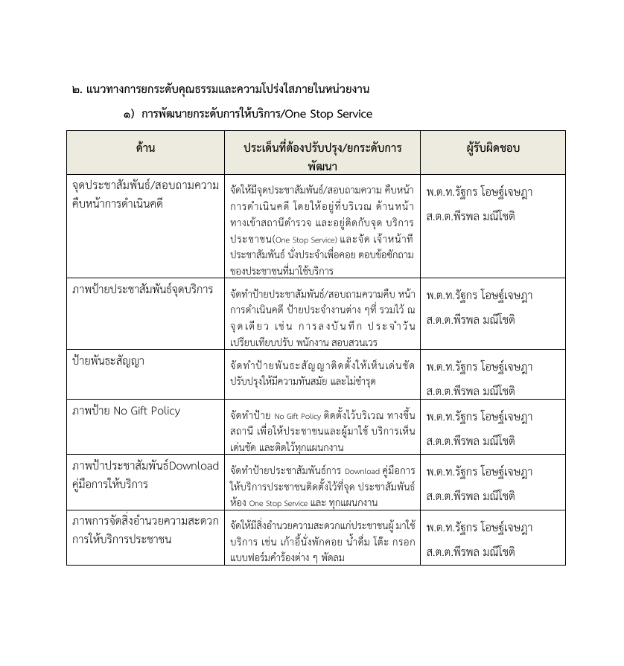 ๒. แนวทางการยกระดับคุณธรรมและความโปร่งใสภายในหน่วยงาน
๑) การพัฒนายกระดับการให้บริการ/One Stop Service
ด้าน
ประเด็นที่ต้องปรับปรุง/ยกระดับการ
พัฒนา
ผู้รับผิดชอบ
จุดประชาสัมพันธ์/สอบถามความ
คืบหน้าการดำเนินคดี
จัดให้มีจุดประชาสัมพันธ์/สอบถามความ คืบหน้า
การดำเนินคดี โดยให้อยู่ที่บริเวณ ด้านหน้า
ทางเข้าสถานีตำรวจ และอยู่ติดกับจุด บริการ
ประชาชน(One Stop Service) และจัด เจ้าหน้าที่
ประชาสัมพันธ์ นั่งประจำเพื่อคอย ตอบข้อซักถาม
ของประชาชนที่มาใช้บริการ
พ.ต.ท.รัฐกร โอษฐ์เจษฎา
ส.ต.ต.พีรพล มณีโชติ
ภาพป้ายประชาสัมพันธ์จุดบริการ
จัดทำป้ายประชาสัมพันธ์/สอบถามความคืบ หน้า
การดำเนินคดี ป้ายประจำงานต่าง ๆที่ รวมไว้ ณ
จุดเดียว เช่น การลงบันทึก ประจำวัน
เปรียบเทียบปรับ พนักงาน สอบสวนเวร
พ.ต.ท.รัฐกร โอษฐ์เจษฎา
ส.ต.ต.พีรพล มณีโชติ
ป้ายพันธะสัญญา
จัดทำป้ายพันธะสัญญาติดตั้งให้เห็นเด่นชัด
ปรับปรุงให้มีความทันสมัย และไม่ชำรุด
พ.ต.ท.รัฐกร โอษฐ์เจษฎา
ส.ต.ต.พีรพล มณีโชติ
ภาพป้าย No Gift Policy
จัดทำป้าย No Gift Policy ติดตั้งไว้บริเวณ ทางขึ้น
สถานี เพื่อให้ประชาชนและผู้มาใช้ บริการเห็น
เด่นชัด และติดไว้ทุกแผนกงาน
พ.ต.ท.รัฐกร โอษฐ์เจษฎา
ส.ต.ต.พีรพล มณีโชติ
ภาพป้าประชาสัมพันธ์Download
คู่มือการให้บริการ
จัดทำป้ายประชาสัมพันธ์การ Download คู่มือการ
ให้บริการประชาชนติดตั้งไว้ที่จุด ประชาสัมพันธ์
ห้อง One Stop Service และ ทุกแผนกงาน
พ.ต.ท.รัฐกร โอษฐ์เจษฎา
ส.ต.ต.พีรพล มณีโชติ
ภาพการจัดสิ่งอำนวยความสะดวก
การให้บริการประชาชน
จัดให้มีสิ่งอำนวยความสะดวกแก่ประชาชนผู้ มาใช้
บริการ เช่น เก้าอี้นั่งพักคอย น้ำดื่ม โต๊ะ กรอก
แบบฟอร์มคำร้องต่าง ๆ พัดลม
พ.ต.ท.รัฐกร โอษฐ์เจษฎา
ส.ต.ต.พีรพล มณีโชติ